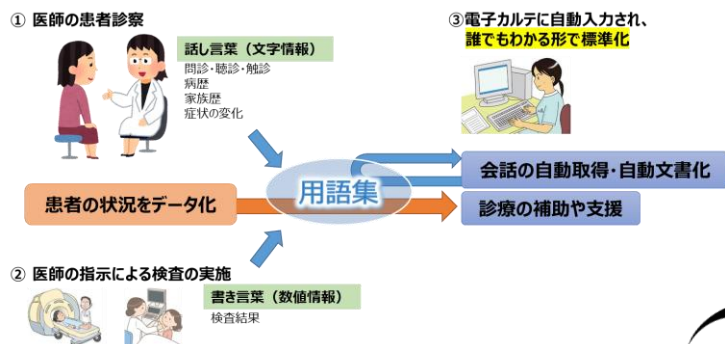 ① 医師の患者診察
話し言葉（文字情報）
問診・聴診・触診
病歴
家族歴
症状の変化
③電子カルテに自動入力され、
誰でもわかる形で標準化
患者の状況をデータ化
用語集
会話の自動取得・自動文書化
診療の補助や支援
② 医師の指示による検査の実施
書き言葉（数値情報）
検査結果